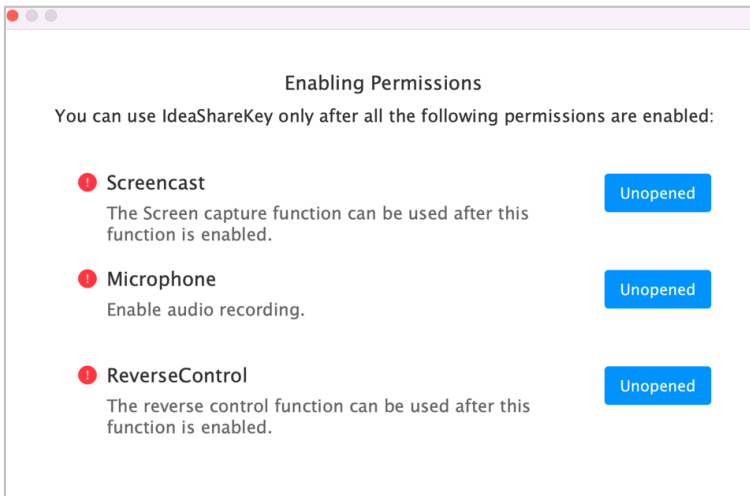 Enabling Permissions
You can use IdeaShareKey only after all the following permissions are enabled:
! Screencast
Unopened
The Screen capture function can be used after this
function is enabled.
! Microphone
Unopened
Enable audio recording.
! ReverseControl
Unopened
The reverse control function can be used after this
function is enabled.